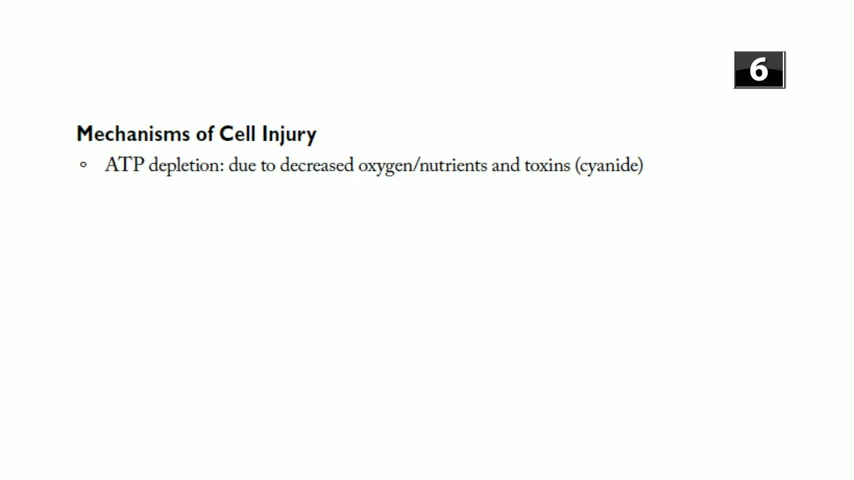 6
Mechanisms of Cell Injury
° ATP depletion: due to decreased oxygen/nutrients and toxins (cyanide)